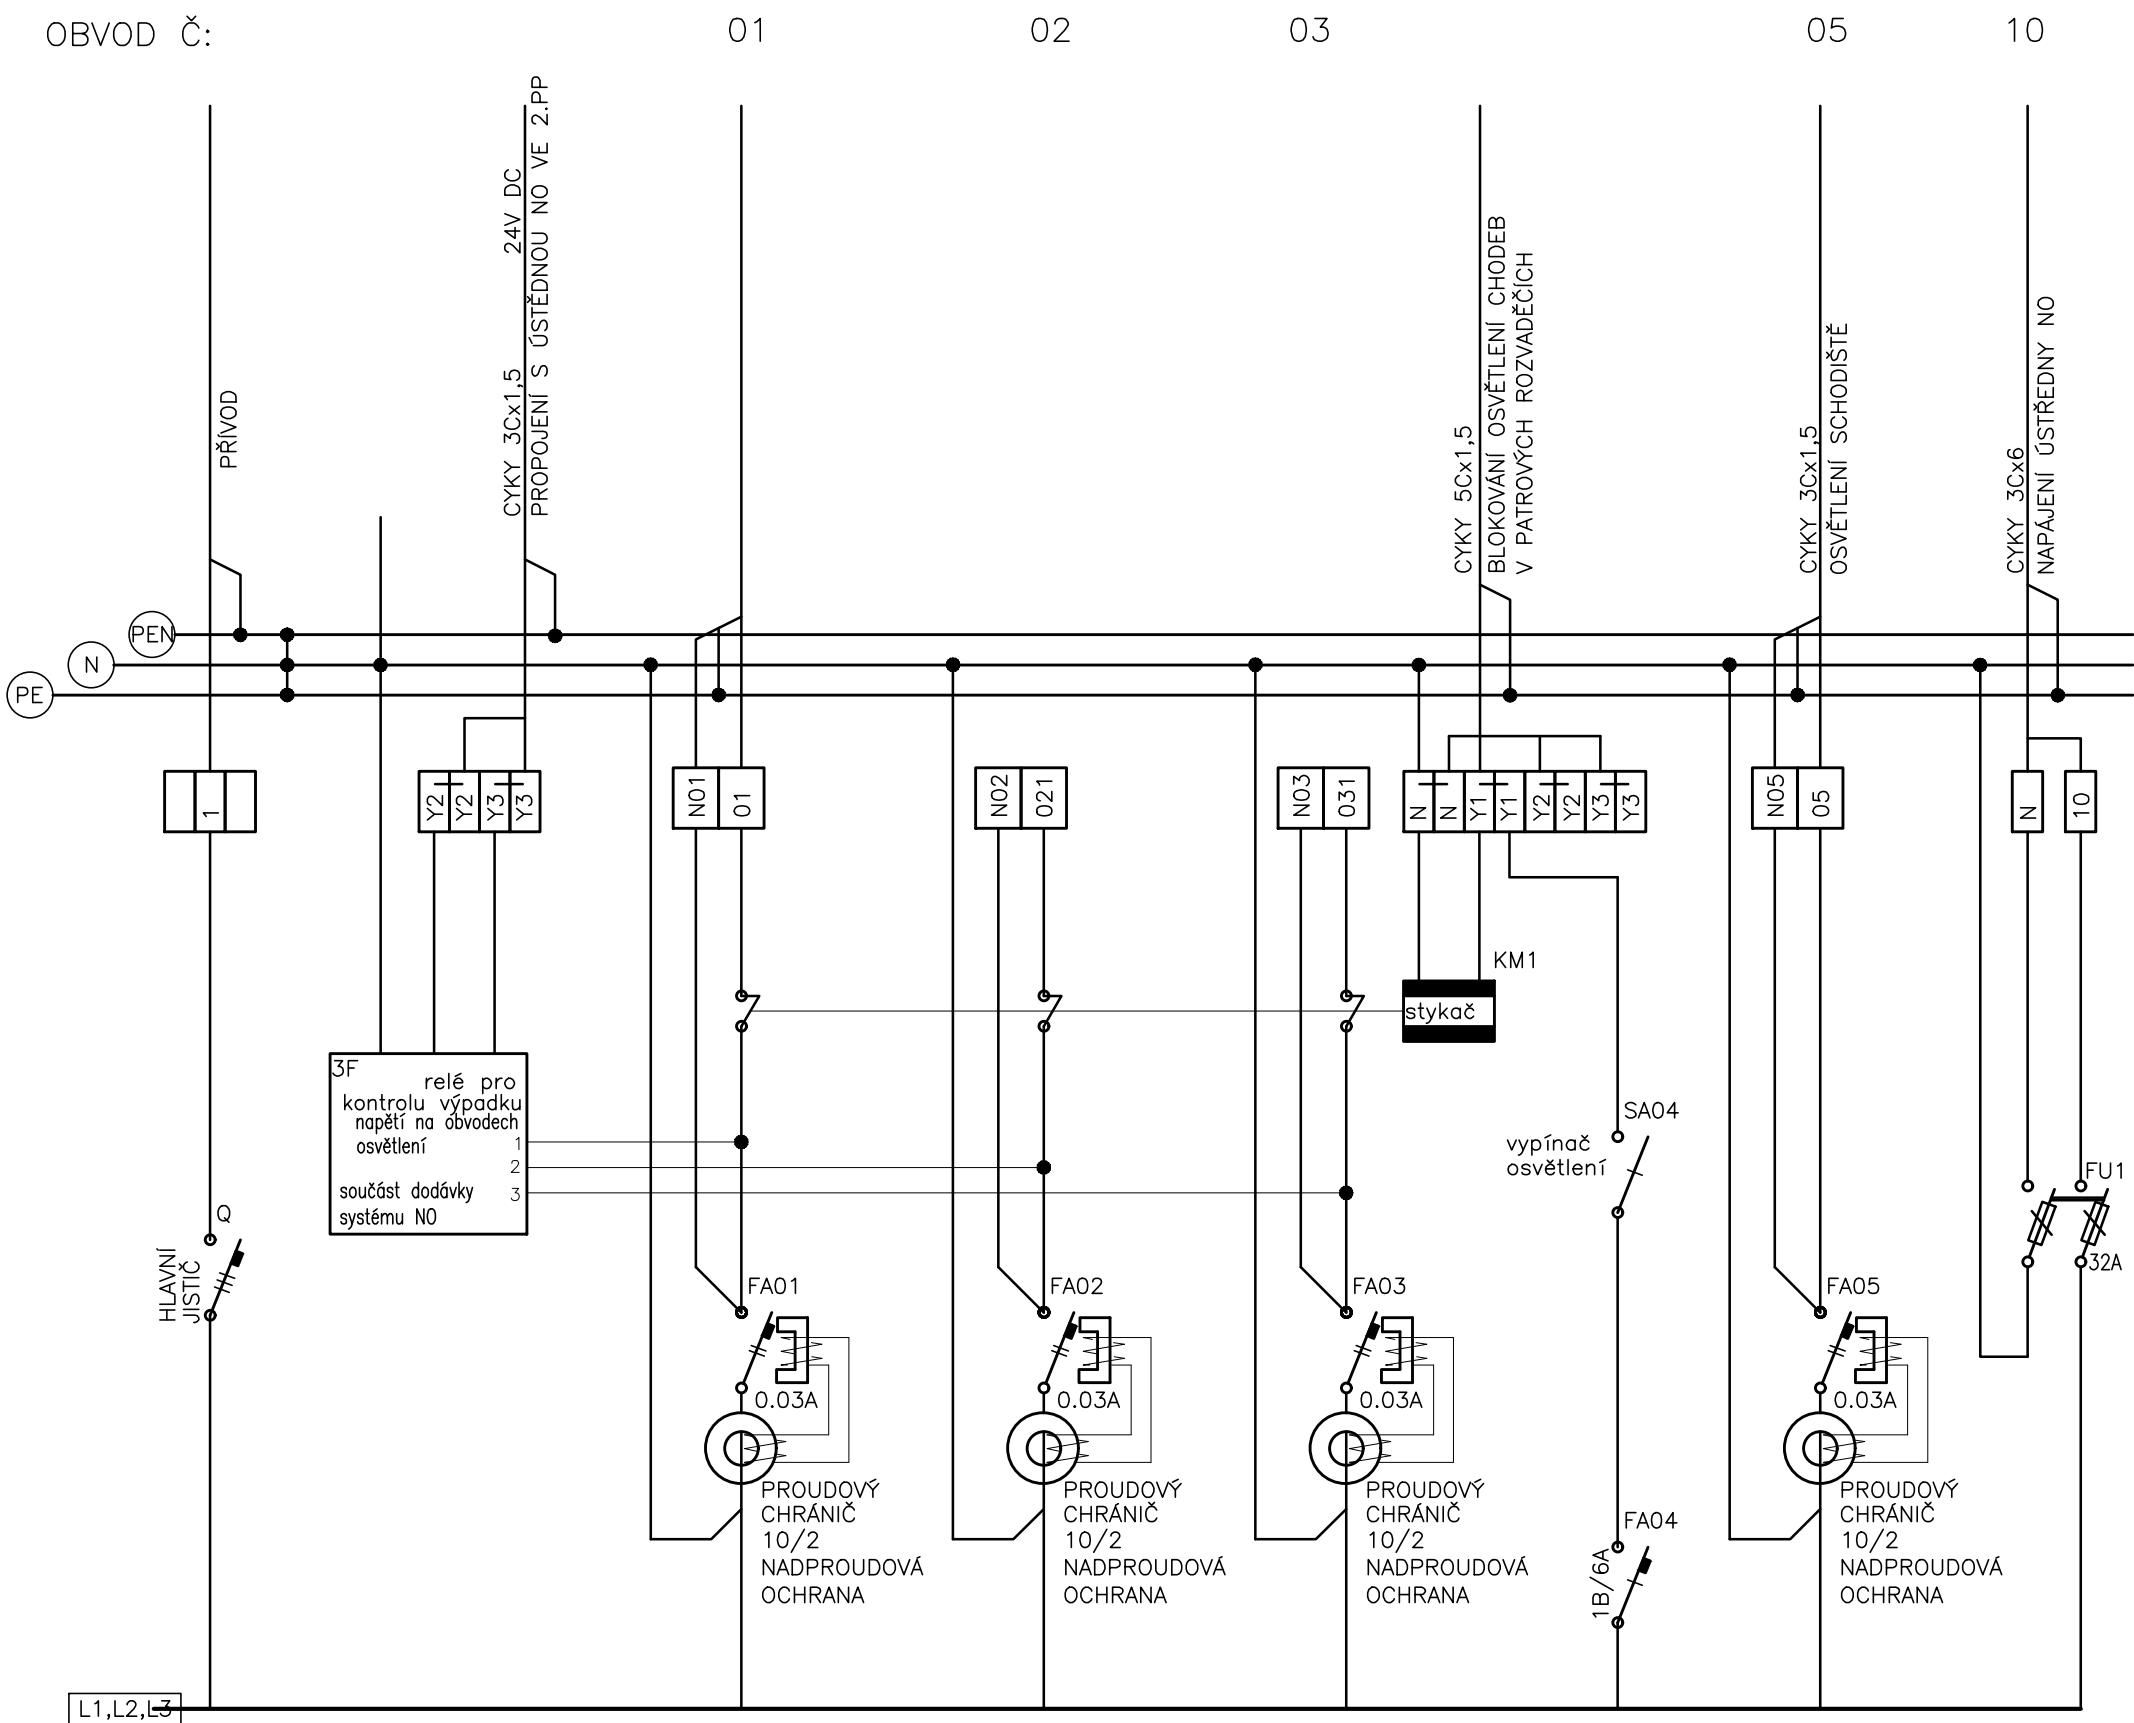 OBVOD Č:
01
02
03
05
10
PŘÍVOD
CYKY 3Cx1,5 24V DC
PROPOJENÍ S ÚSTĚDNOU NO VE 2.PP
CYKY 5Cx1,5
BLOKOVÁNÍ OSVĚTLENÍ CHODEB
V PATROVÝCH ROZVADĚČÍCH
CYKY 3Cx1,5
OSVĚTLENÍ SCHODIŠTĚ
CYKY 3Cx6
NAPÁJENÍ ÚSTŘEDNY NO
PEN
N
PE
1
Y2
Y2
Y3
Y3
N01
01
N02
021
N03
031
N
N
Y1
Y1
Y2
Y2
Y3
Y3
N05
05
N
10
KM1
stykač
3F
relé pro
kontrolu výpadku
napětí na obvodech
osvětlení
1
2
3
součást dodávky
systému NO
SA04
vypínač
osvětlení
FU1
32A
Q
HLAVNÍ
JISTIČ
FA01
0.03A
PROUDOVÝ
CHRÁNIČ
10/2
NADPROUDOVÁ
OCHRANA
FA02
0.03A
PROUDOVÝ
CHRÁNIČ
10/2
NADPROUDOVÁ
OCHRANA
FA03
0.03A
PROUDOVÝ
CHRÁNIČ
10/2
NADPROUDOVÁ
OCHRANA
FA04
1B/6A
FA05
0.03A
PROUDOVÝ
CHRÁNIČ
10/2
NADPROUDOVÁ
OCHRANA
L1,L2,L3